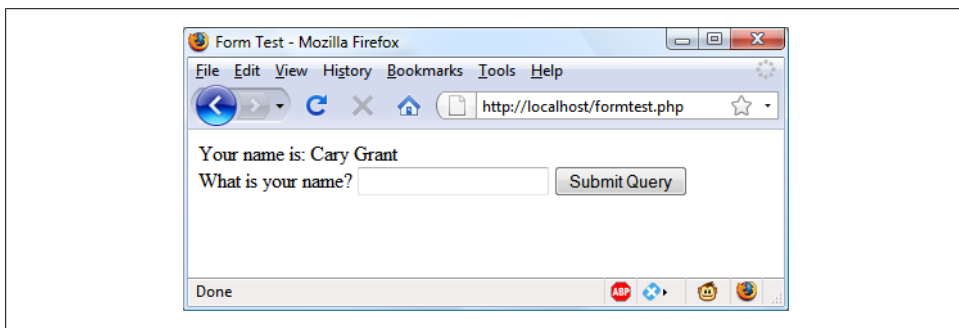 Form Test - Mozilla Firefox
File Edit View History Bookmarks Tools Help
http://localhost/formtest.php
Your name is: Cary Grant
What is your name? Submit Query
Done ABP